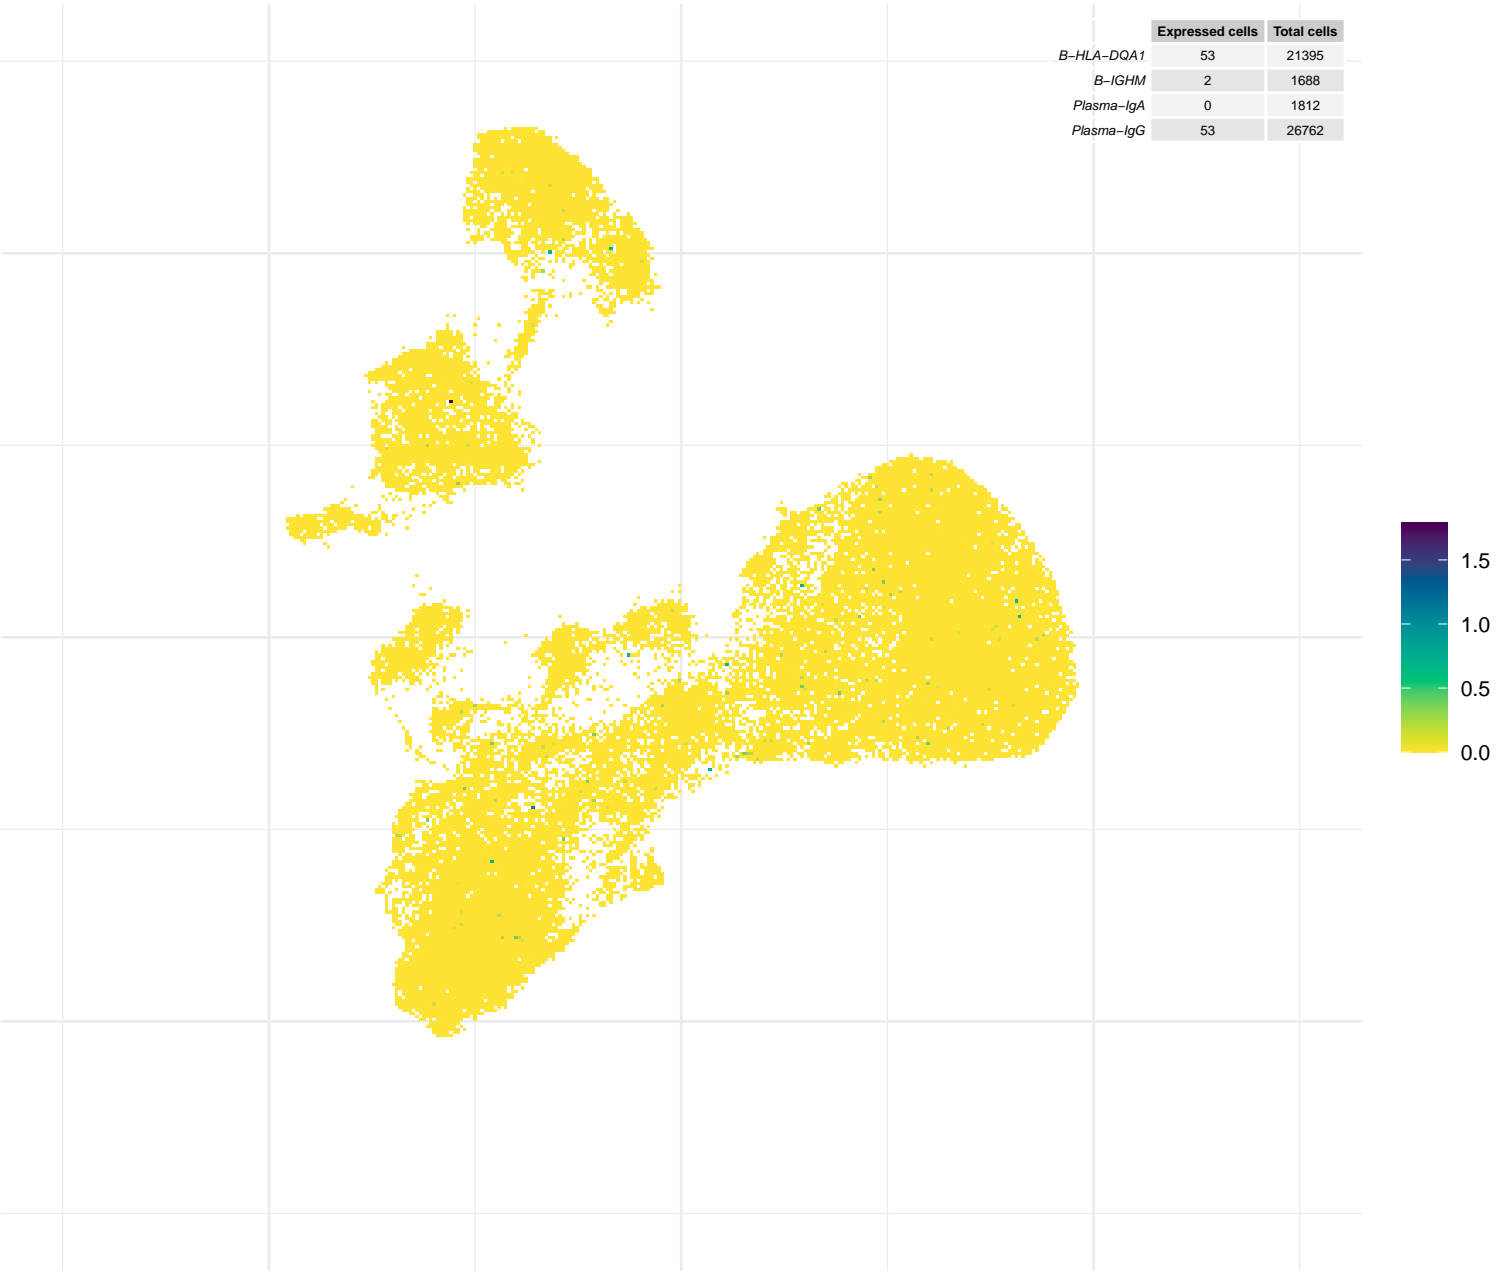 Expressed cells Total cells
B-HLA-DQA1 53 21395
B-IGHM 2 1688
Plasma-IgA 0 1812
Plasma-IgG 53 26762
1.5
1.0
0.5
0.0